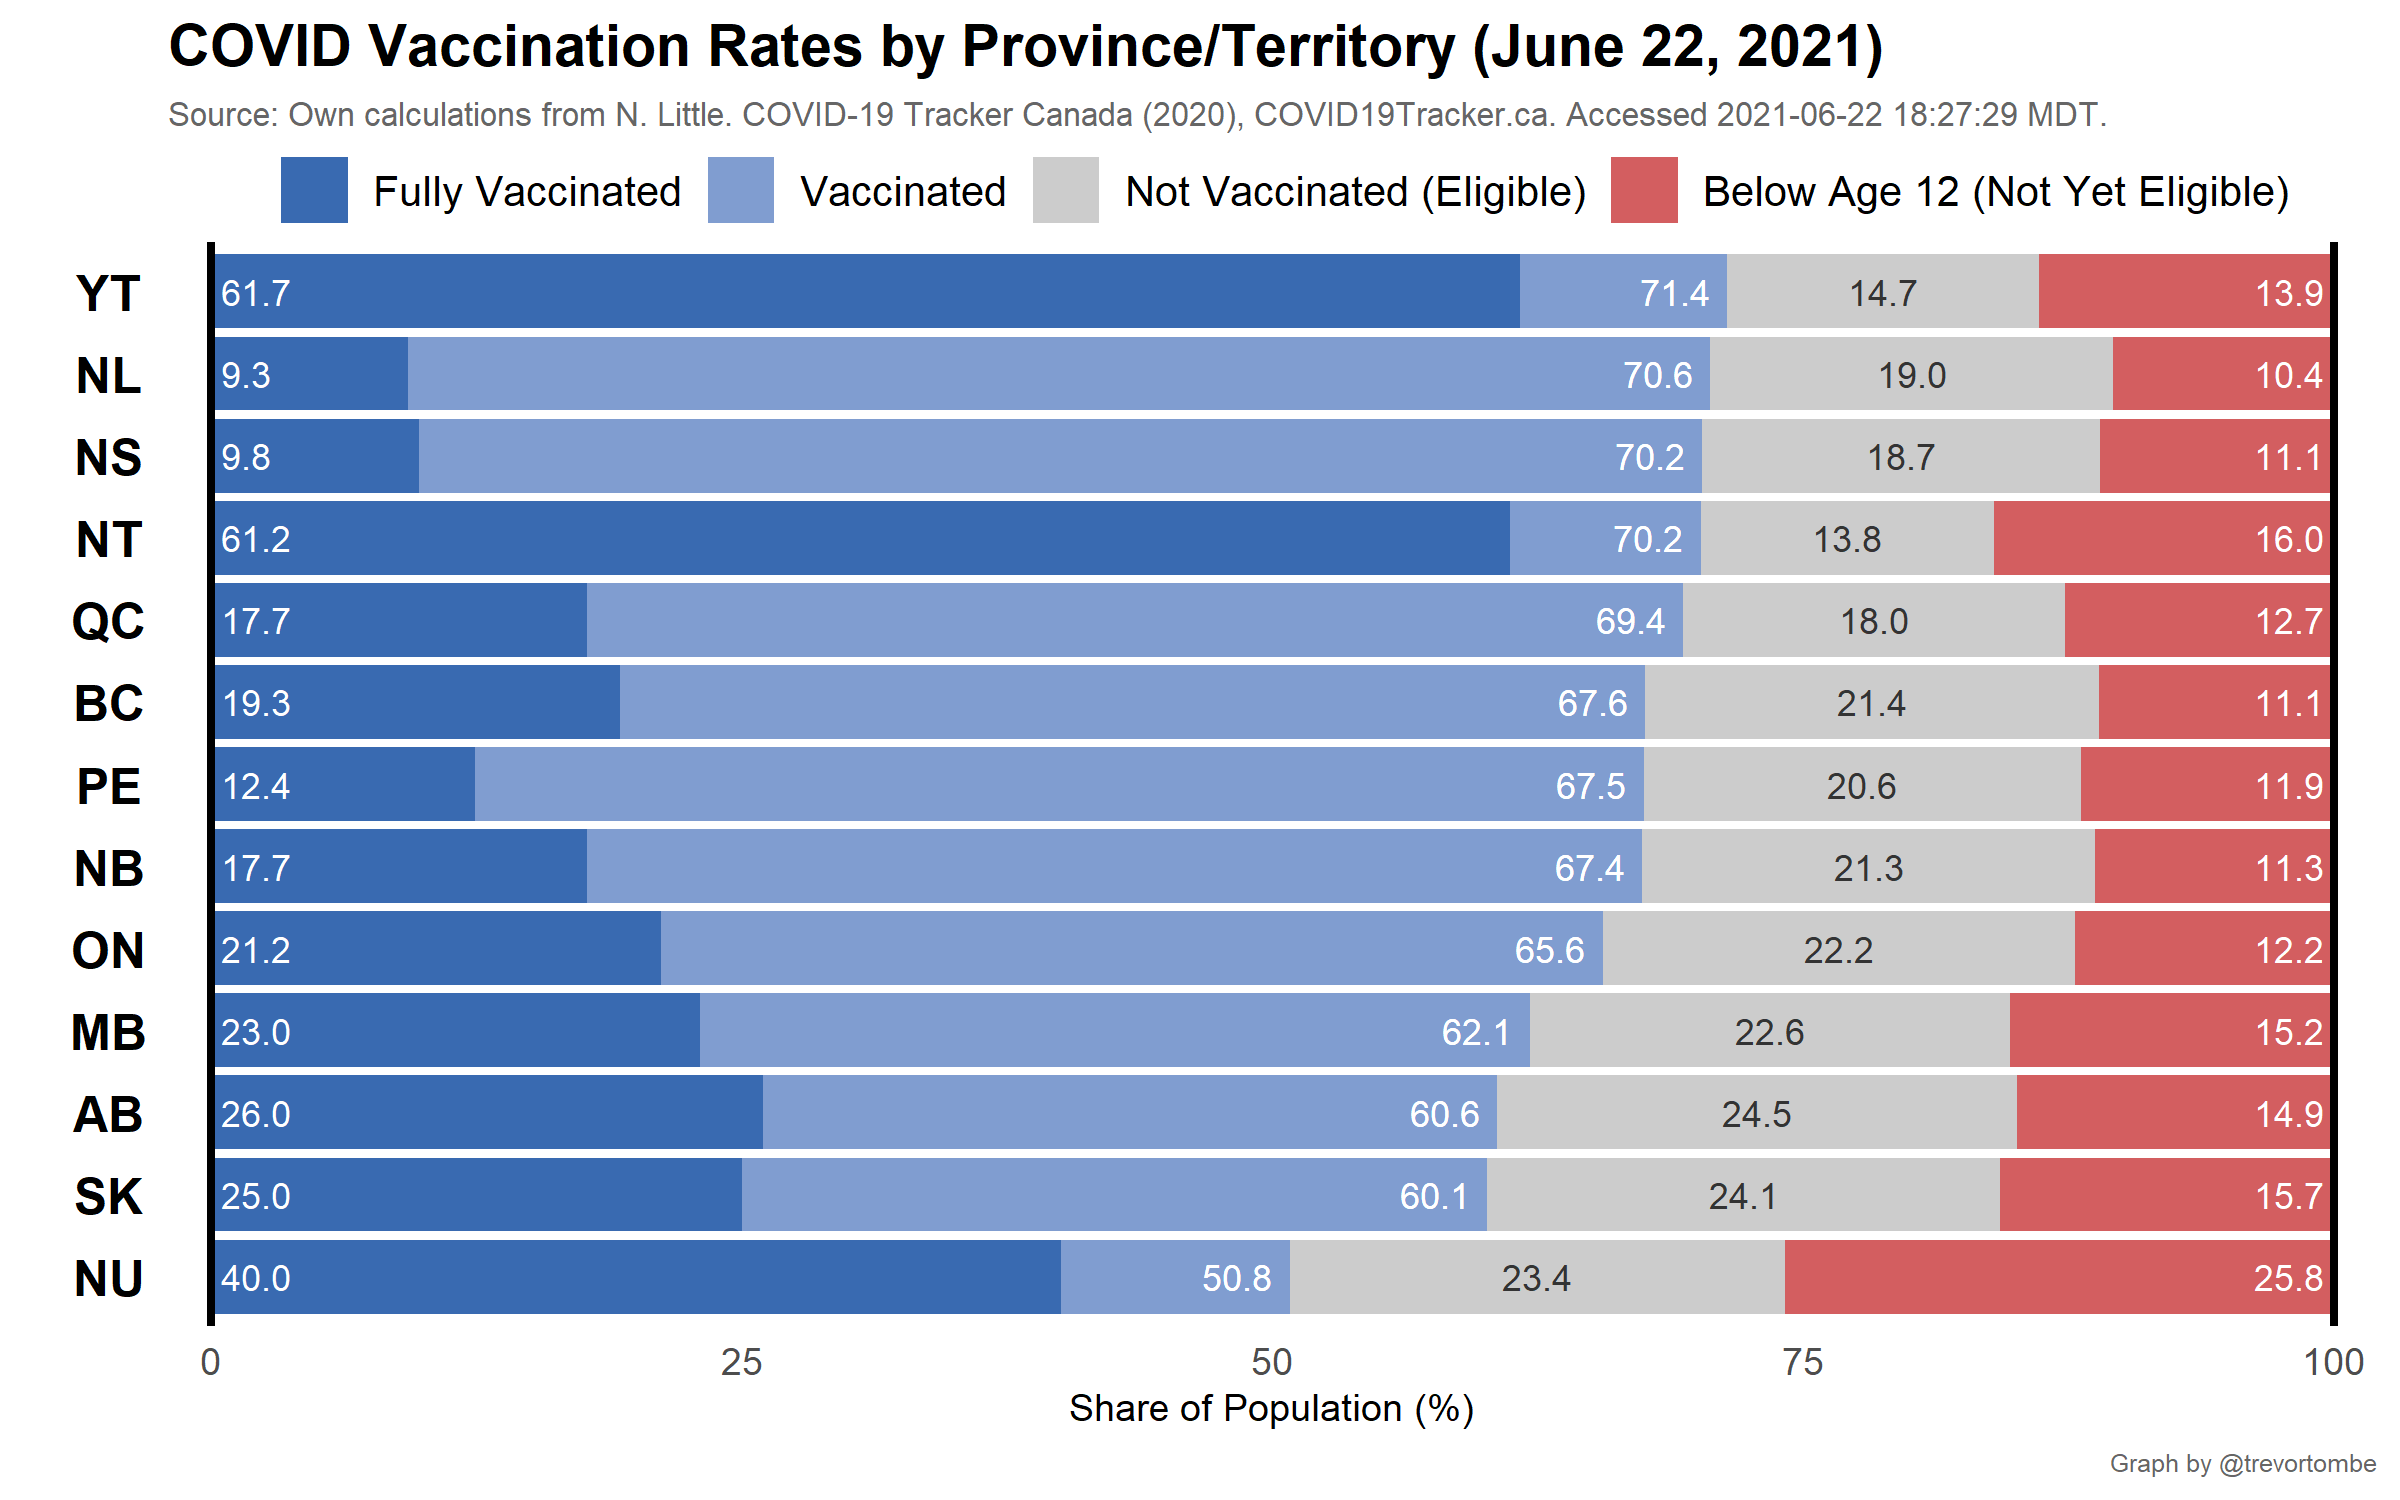 COVID Vaccination Rates by Province/Territory (June 22, 2021)
Source: Own calculations from N. Little. COVID-19 Tracker Canada (2020), COVID19Tracker.ca. Accessed 2021-06-22 18:27:29 MDT.
Fully Vaccinated Vaccinated Not Vaccinated (Eligible) Below Age 12 (Not Yet Eligible)
YT 61.7 71.4 14.7 13.9
NL 9.3 70.6 19.0 10.4
NS 9.8 70.2 18.7 11.1
NT 61.2 70.2 13.8 16.0
QC 17.7 69.4 18.0 12.7
BC 19.3 67.6 21.4 11.1
PE 12.4 67.5 20.6 11.9
NB 17.7 67.4 21.3 11.3
ON 21.2 65.6 22.2 12.2
MB 23.0 62.1 22.6 15.2
AB 26.0 60.6 24.5 14.9
SK 25.0 60.1 24.1 15.7
NU 40.0 50.8 23.4 25.8
0 25 50 75 100
Share of Population (%)
Graph by @trevortombe